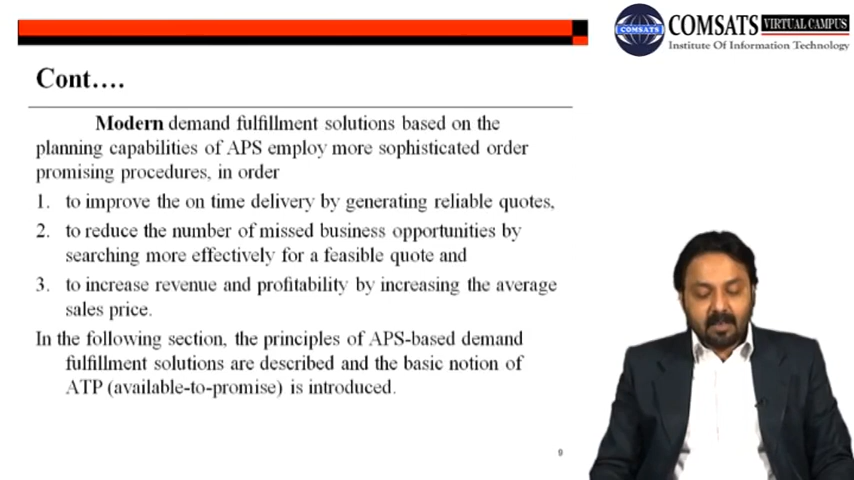 COMSATS VIRTUAL CAMPUS
COMSATS
Institute Of Information Technology
Cont….
Modern demand fulfillment solutions based on the
planning capabilities of APS employ more sophisticated order
promising procedures, in order
1. to improve the on time delivery by generating reliable quotes,
2. to reduce the number of missed business opportunities by
searching more effectively for a feasible quote and
3. to increase revenue and profitability by increasing the average
sales price.
In the following section, the principles of APS-based demand
fulfillment solutions are described and the basic notion of
ATP (available-to-promise) is introduced.
9